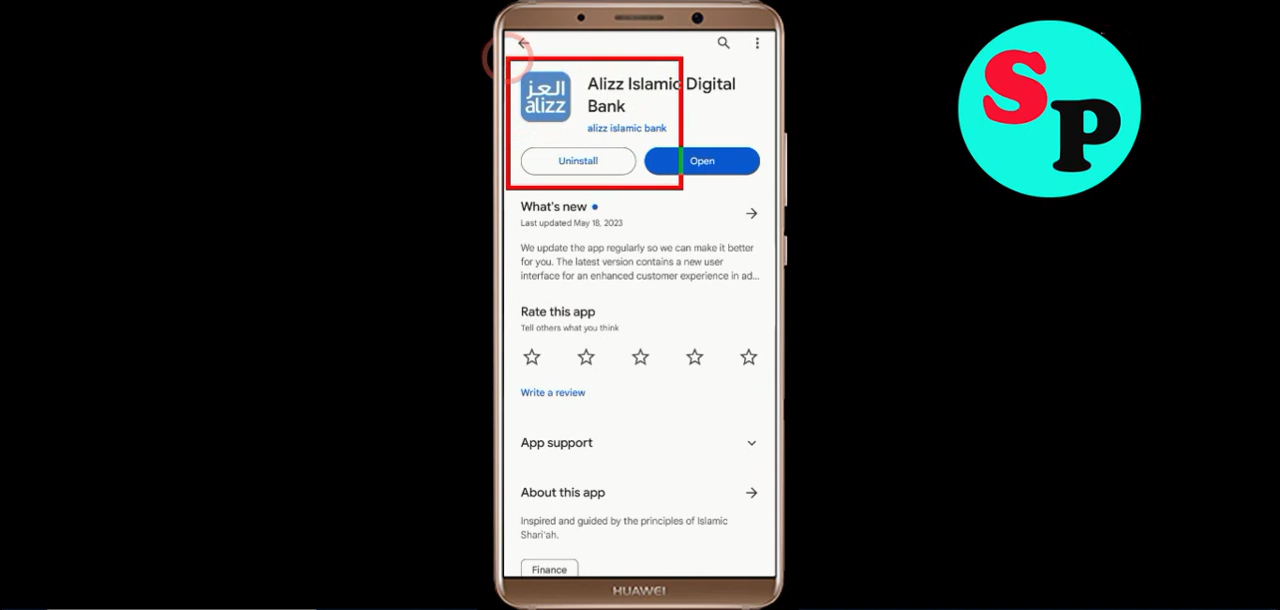 SP
العز
alizz
Alizz Islamic Digital
Bank
alizz islamic bank
Uninstall
Open
What's new
Last updated May 18, 2023
We update the app regularly so we can make it better
for you. The latest version contains a new user
interface for an enhanced customer experience in ad...
Rate this app
Tell others what you think
Write a review
App support
About this app
Inspired and guided by the principles of Islamic
Shari'ah.
Finance
HUAWEI